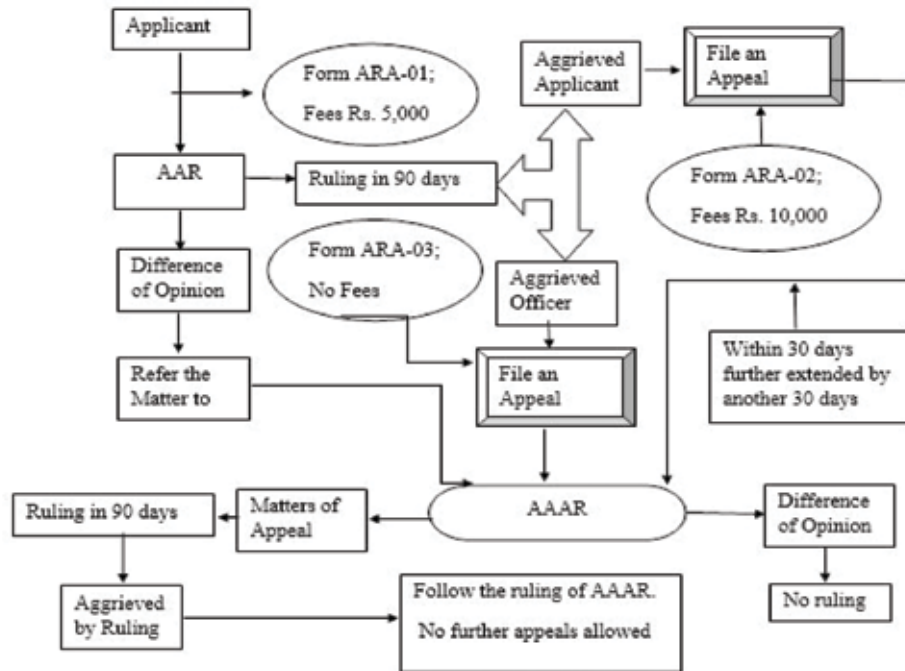 Applicant
Form ARA-01;
Fees Rs. 5,000
Aggrieved
Applicant
File an
Appeal
AAR
Ruling in 90 days
Form ARA-02;
Fees Rs. 10,000
Difference
of Opinion
Form ARA-03;
No Fees
Aggrieved
Officer
Refer the
Matter to
File an
Appeal
Within 30 days
further extended by
another 30 days
Ruling in 90 days
Matters of
Appeal
AAAR
Difference
of Opinion
Aggrieved
by Ruling
Follow the ruling of AAAR.
No further appeals allowed
No ruling